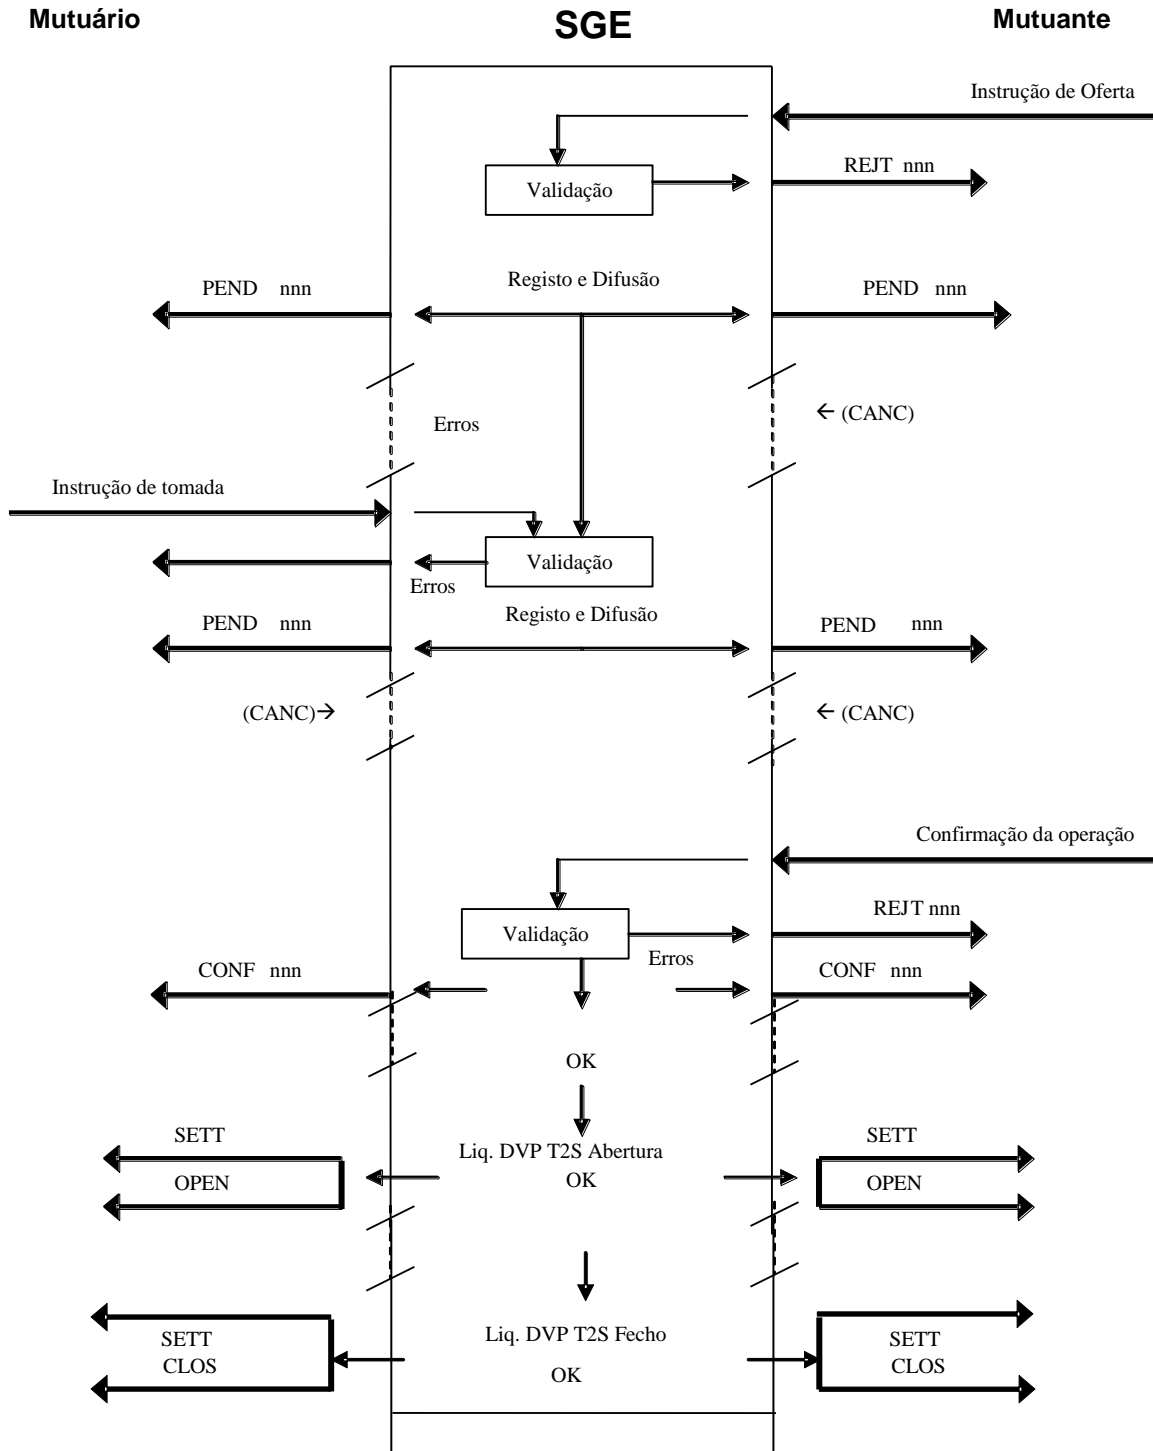 Mutuário
SGE
Mutuante
Instrução de Oferta
REJT nnn
Validação
Registo e Difusão
PEND nnn
PEND nnn
← (CANC)
Erros
Instrução de tomada
Validação
Erros
Registo e Difusão
PEND nnn
PEND nnn
(CANC)→
← (CANC)
Confirmação da operação
REJT nnn
Validação
Erros
CONF nnn
CONF nnn
OK
SETT
SETT
Liq. DVP T2S Abertura
OPEN
OK
OPEN
Liq. DVP T2S Fecho
SETT
SETT
CLOS
OK
CLOS